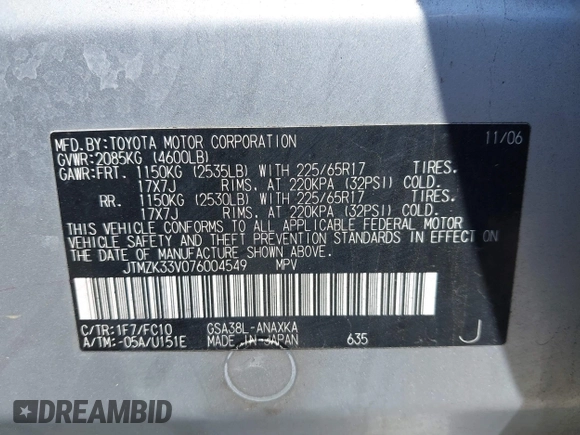 MFD.BY:TOYOTA MOTOR CORPORATION 11/06
GVWR:2085KG (4600LB)
GAWR:FRT. 1150KG (2535LB) WITH 225/65R17 TIRES.
17X7J RIMS, AT 220KPA (32PSI) COLD.
RR. 1150KG (2530LB) WITH 225/65R17 TIRES.
17X7J RIMS, AT 220KPA (32PSI) COLD.
THIS VEHICLE CONFORMS TO ALL APPLICABLE FEDERAL MOTOR
VEHICLE SAFETY AND THEFT PREVENTION STANDARDS IN EFFECT ON
THE DATE OF MANUFACTURE SHOWN ABOVE.
JTMZK33V076004549 MPV
C/TR:1F7/FC10 GSA38L-ANAXKA
A/TM:-05A/U151E MADE IN JAPAN 635 J
DREAMBID